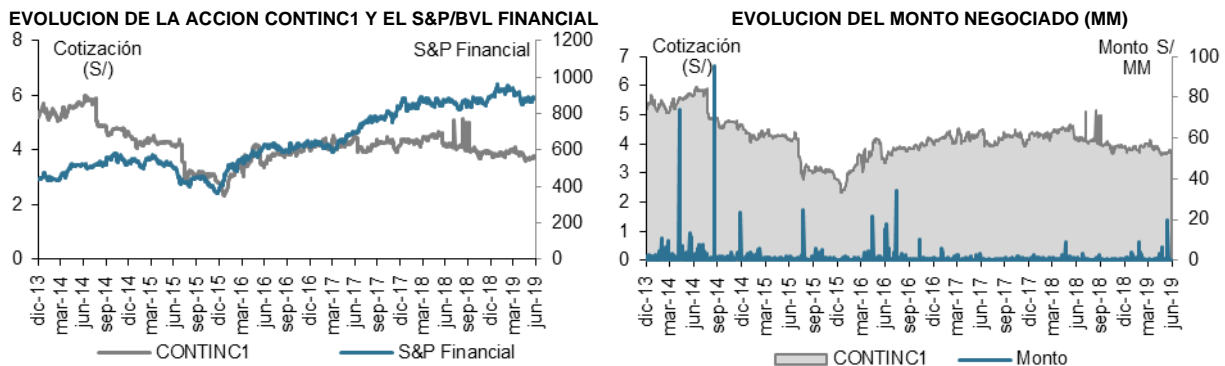 EVOLUCION DE LA ACCION CONTINC1 Y EL S&P/BVL FINANCIAL
Cotización
(S/)
S&P Financial
8
6
4
2
0
1200
1000
800
600
400
200
0
dic-13
mar-14
jun-14
sep-14
dic-14
mar-15
jun-15
sep-15
dic-15
mar-16
jun-16
sep-16
dic-16
mar-17
jun-17
sep-17
dic-17
mar-18
jun-18
sep-18
dic-18
mar-19
jun-19
CONTINC1
S&P Financial
EVOLUCION DEL MONTO NEGOCIADO (MM)
Cotización
(S/)
Monto S/
MM
7
6
5
4
3
2
1
0
100
80
60
40
20
0
dic-13
mar-14
jun-14
sep-14
dic-14
mar-15
jun-15
sep-15
dic-15
mar-16
jun-16
sep-16
dic-16
mar-17
jun-17
sep-17
dic-17
mar-18
jun-18
sep-18
dic-18
mar-19
jun-19
CONTINC1
Monto